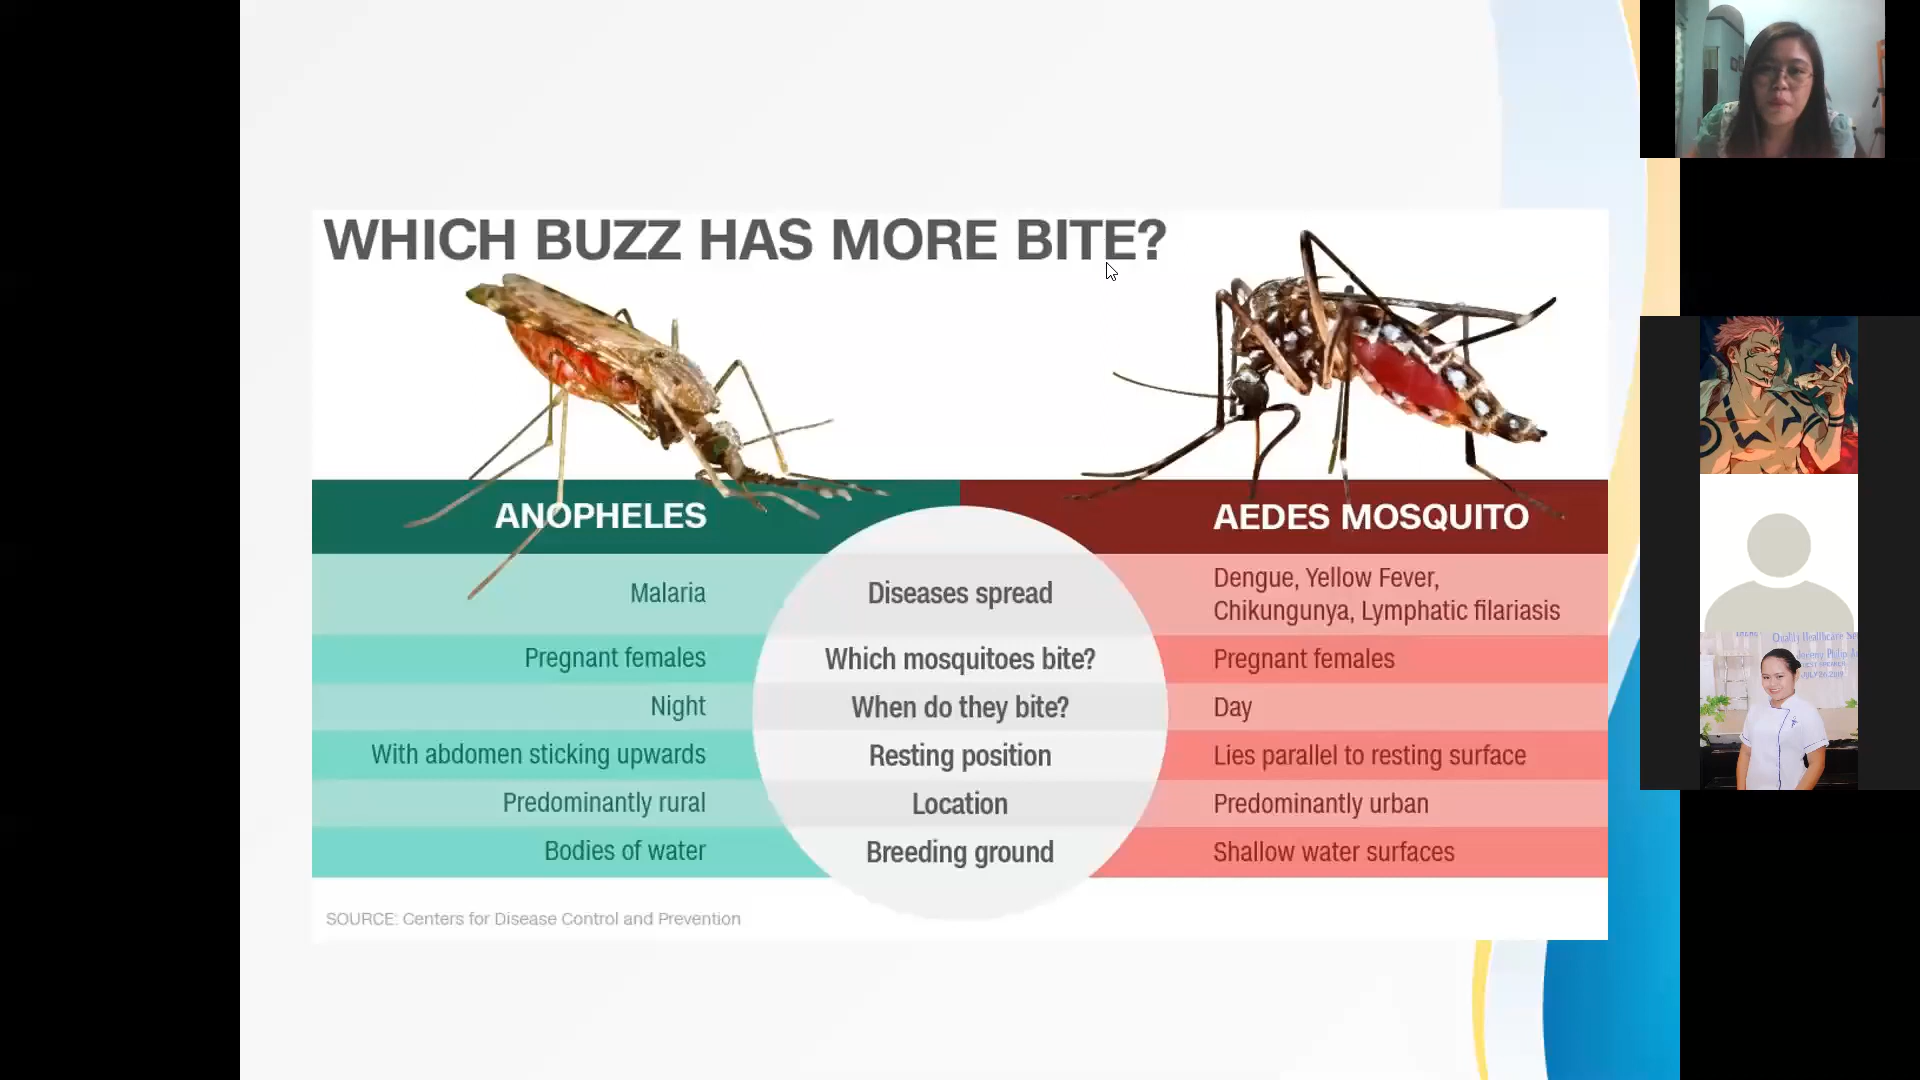 WHICH BUZZ HAS MORE BITE?
ANOPHELES
AEDES MOSQUITO
Malaria
Diseases spread
Dengue, Yellow Fever,
Chikungunya, Lymphatic filariasis
Pregnant females
Which mosquitoes bite?
Pregnant females
Night
When do they bite?
Day
With abdomen sticking upwards
Resting position
Lies parallel to resting surface
Predominantly rural
Location
Predominantly urban
Bodies of water
Breeding ground
Shallow water surfaces
SOURCE: Centers for Disease Control and Prevention
Quality Healthcare